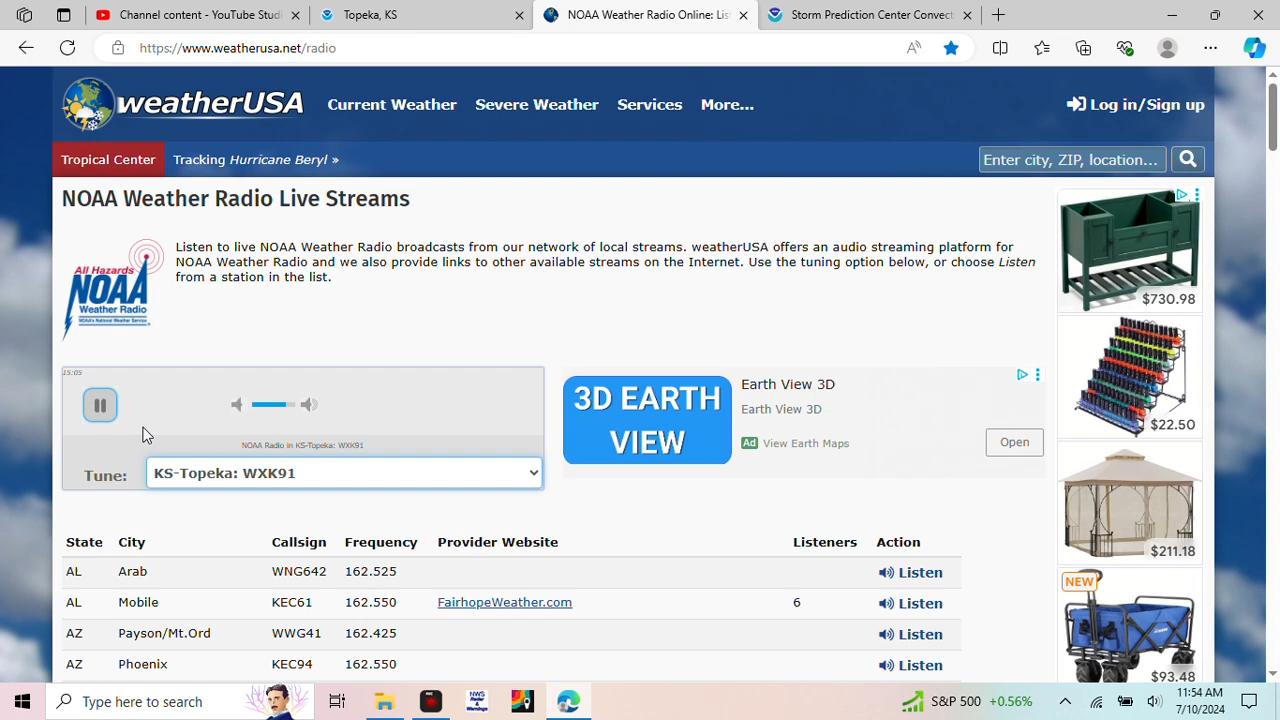 Channel content - YouTube Studi
Topeka, KS
NOAA Weather Radio Online: Lis
Storm Prediction Center Convect
https://www.weatherusa.net/radio
weatherUSA
Current Weather
Severe Weather
Services
More...
Log in/Sign up
Tropical Center
Tracking Hurricane Beryl »
Enter city, ZIP, location...
NOAA Weather Radio Live Streams
All Hazards
NOAA
Weather Radio
Listen to live NOAA Weather Radio broadcasts from our network of local streams. weatherUSA offers an audio streaming platform for
NOAA Weather Radio and we also provide links to other available streams on the Internet. Use the tuning option below, or choose Listen
from a station in the list.
$730.98
$22.50
$211.18
NEW
$93.48
15:05
NOAA Radio in KS-Topeka: WXK91
Tune: KS-Topeka: WXK91
3D EARTH
VIEW
Earth View 3D
Earth View 3D
Ad View Earth Maps
Open
State City Callsign Frequency Provider Website Listeners Action
AL Arab WNG642 162.525 Listen
AL Mobile KEC61 162.550 FairhopeWeather.com 6 Listen
AZ Payson/Mt.Ord WWG41 162.425 Listen
AZ Phoenix KEC94 162.550 Listen
Type here to search
S&P 500 +0.56%
11:54 AM
7/10/2024